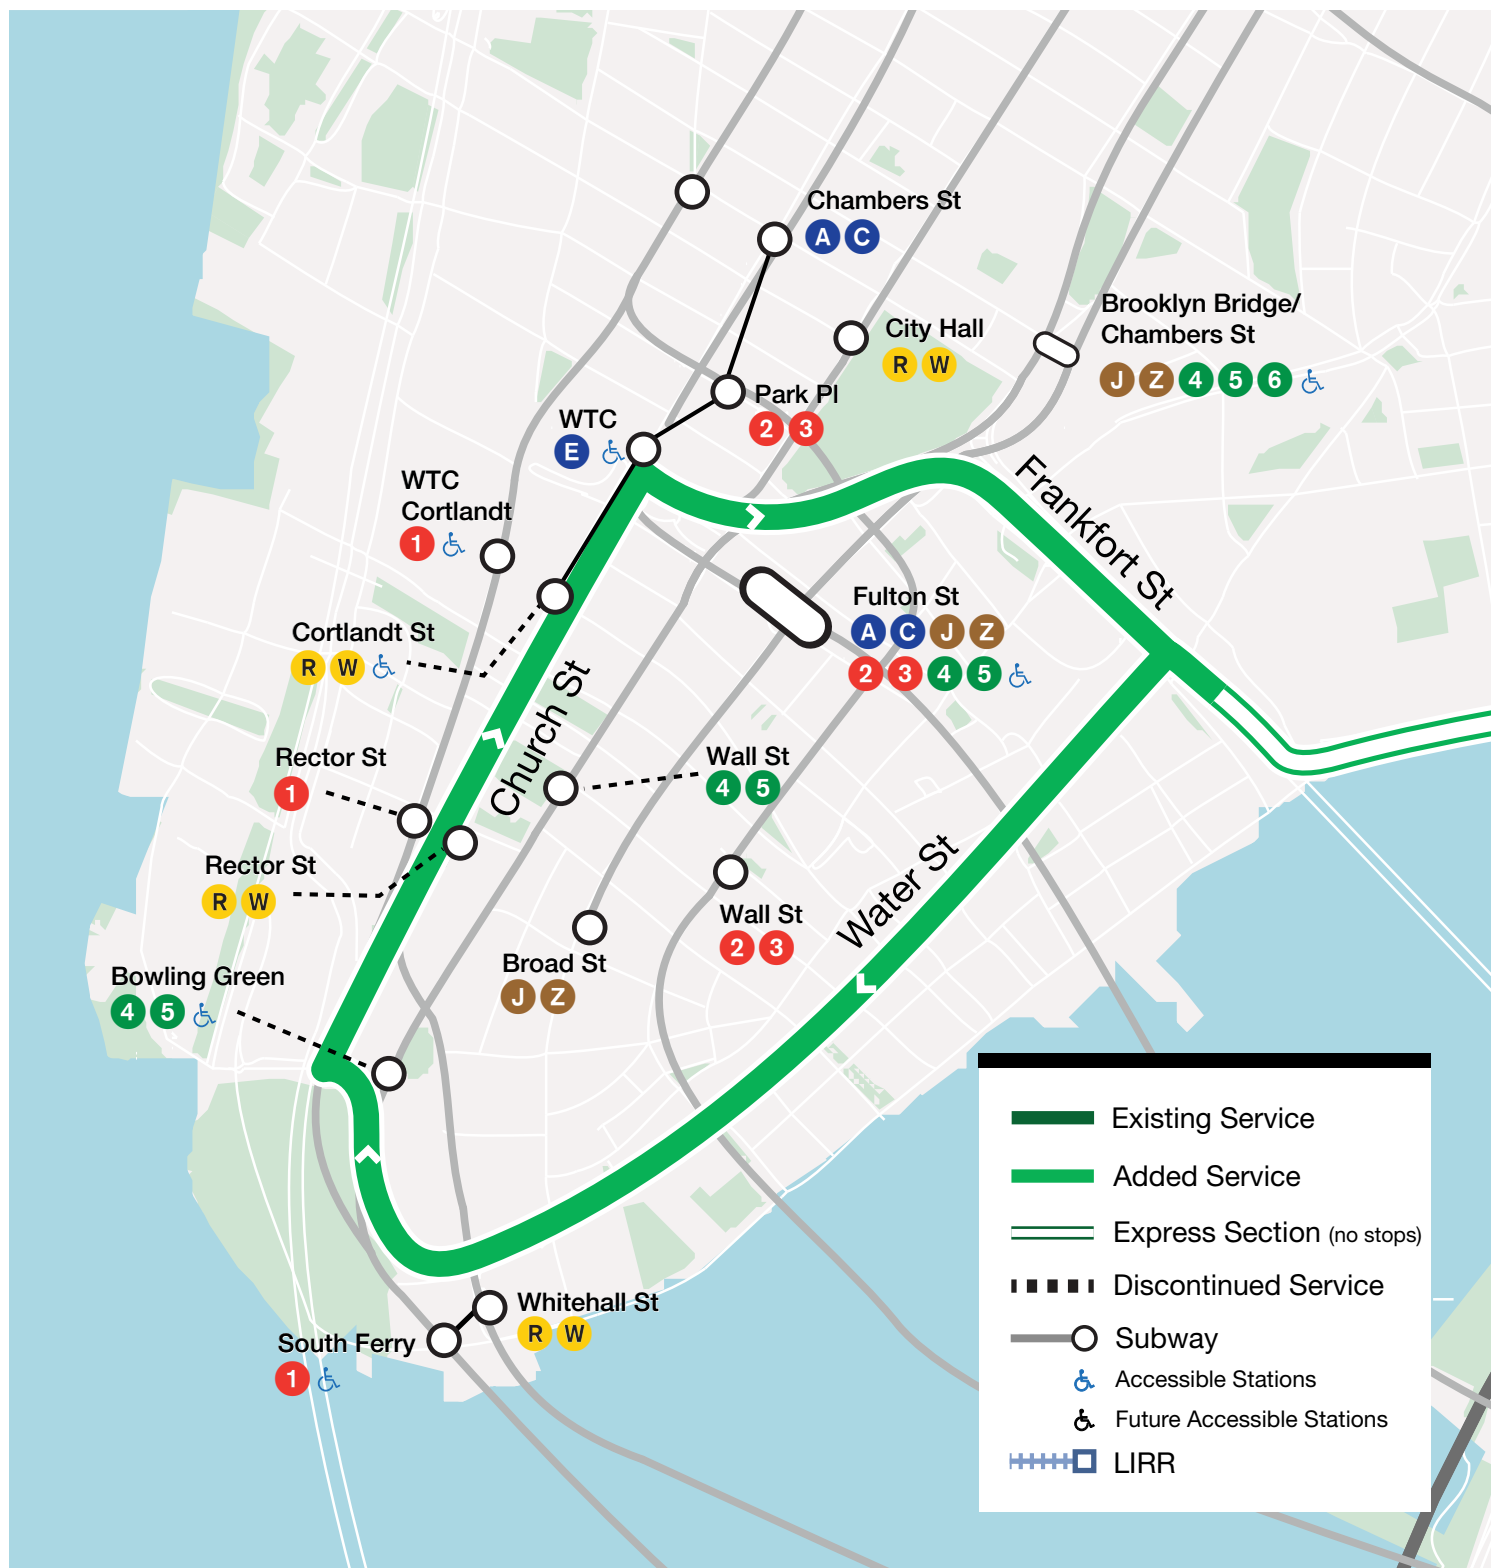 Chambers St
A C
City Hall
R W
Brooklyn Bridge/
Chambers St
J Z 4 5 6
Park Pl
2 3
WTC
E
WTC
Cortlandt
1
Frankfort St
Fulton St
A C J Z
2 3 4 5
Cortlandt St
R W
Church St
Rector St
1
Wall St
4 5
Rector St
R W
Water St
Wall St
2 3
Broad St
J Z
Bowling Green
4 5
Whitehall St
R W
South Ferry
1
Existing Service
Added Service
Express Section (no stops)
Discontinued Service
Subway
Accessible Stations
Future Accessible Stations
LIRR